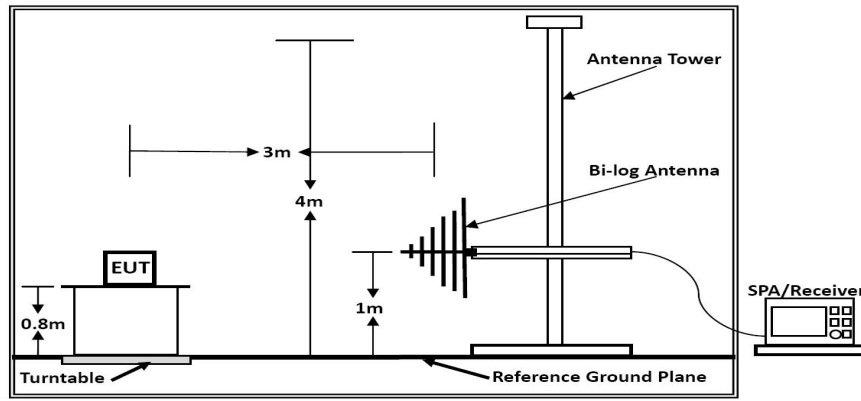 Antenna Tower
3m
Bi-log Antenna
4m
EUT
SPA/Receiver
0.8m
1m
Turntable
Reference Ground Plane